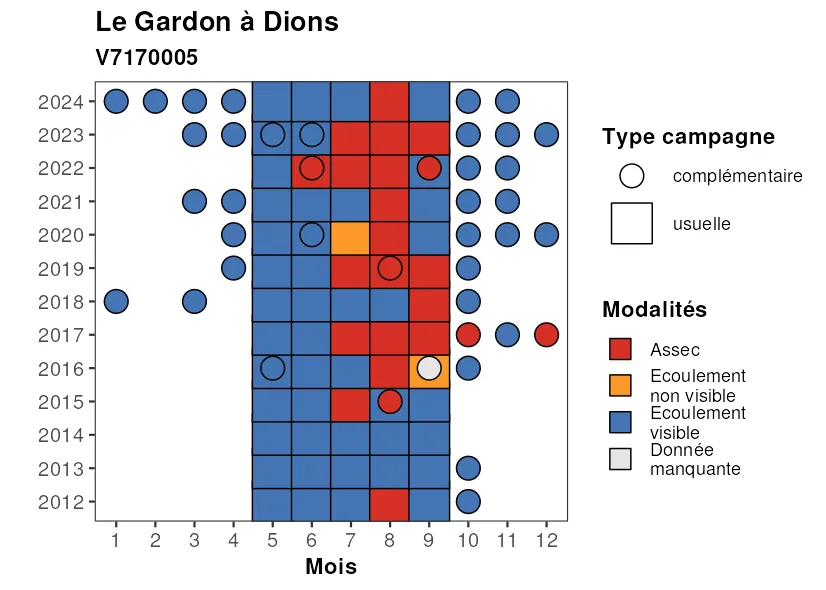 Le Gardon à Dions
V7170005
2024
2023
2022
2021
2020
2019
2018
2017
2016
2015
2014
2013
2012
1 2 3 4 5 6 7 8 9 10 11 12
Mois
Type campagne
complémentaire
usuelle
Modalités
Assec
Ecoulement
non visible
Ecoulement
visible
Donnée
manquante